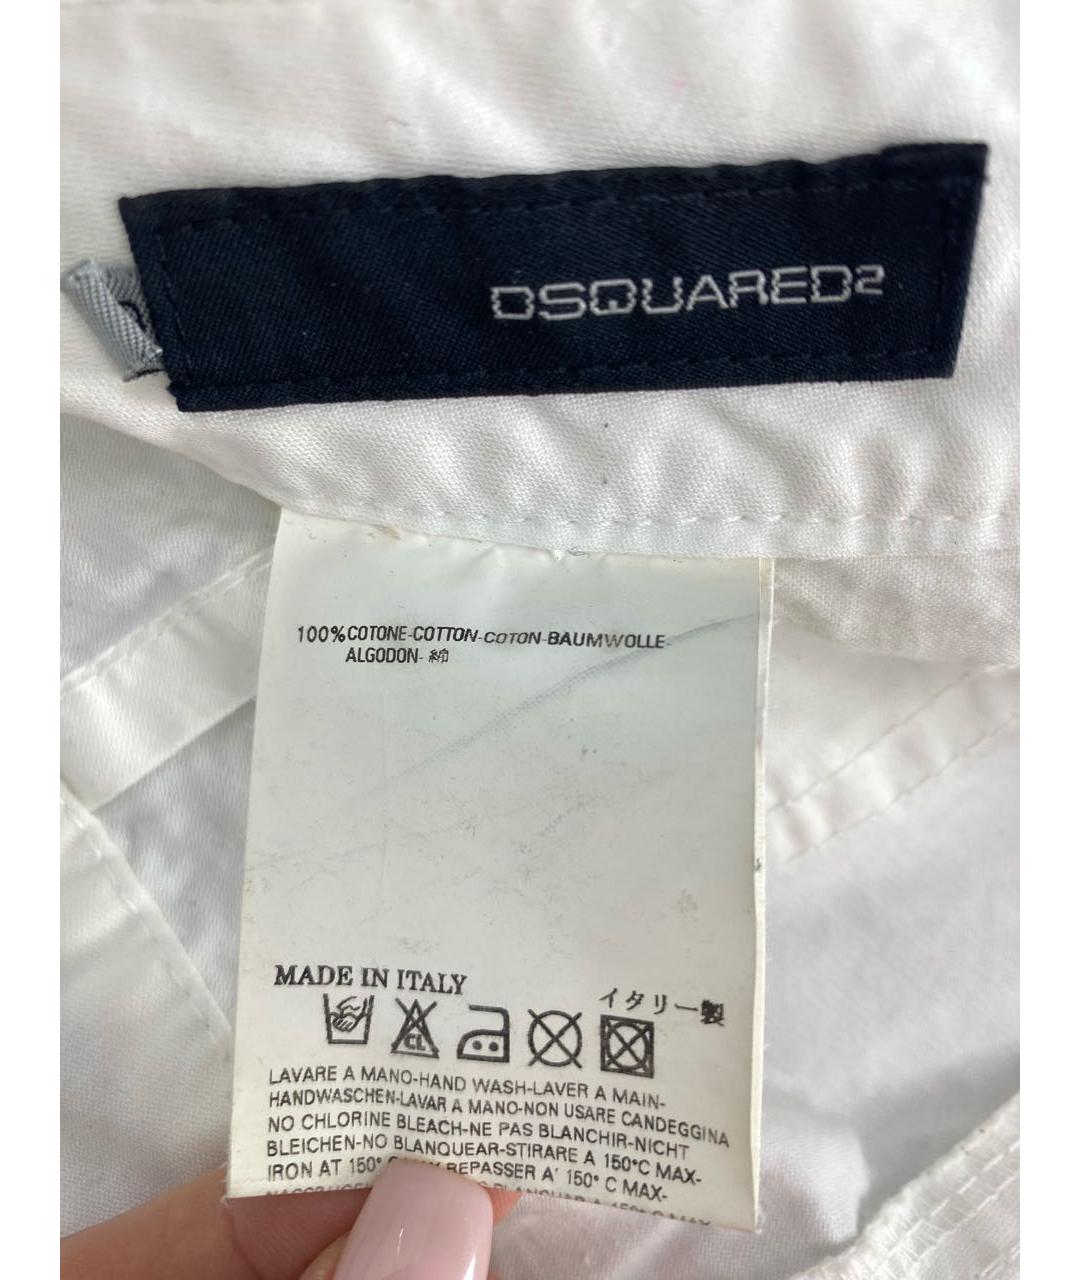 DSQUARED2
100%COTONE-COTTON-COTON-BAUMWOLLE-
ALGODON-綿
MADE IN ITALY
イタリー製
CL
LAVARE A MANO-HAND WASH-LAVER A MAIN-
HANDWASCHEN-LAVAR A MANO-NON USARE CANDEGGINA
NO CHLORINE BLEACH-NE PAS BLANCHIR-NICHT
BLEICHEN-NO BLANQUEAR-STIRARE A 150°C MAX-
IRON AT 150° C MAX REPASSER A' 150° C MAX-